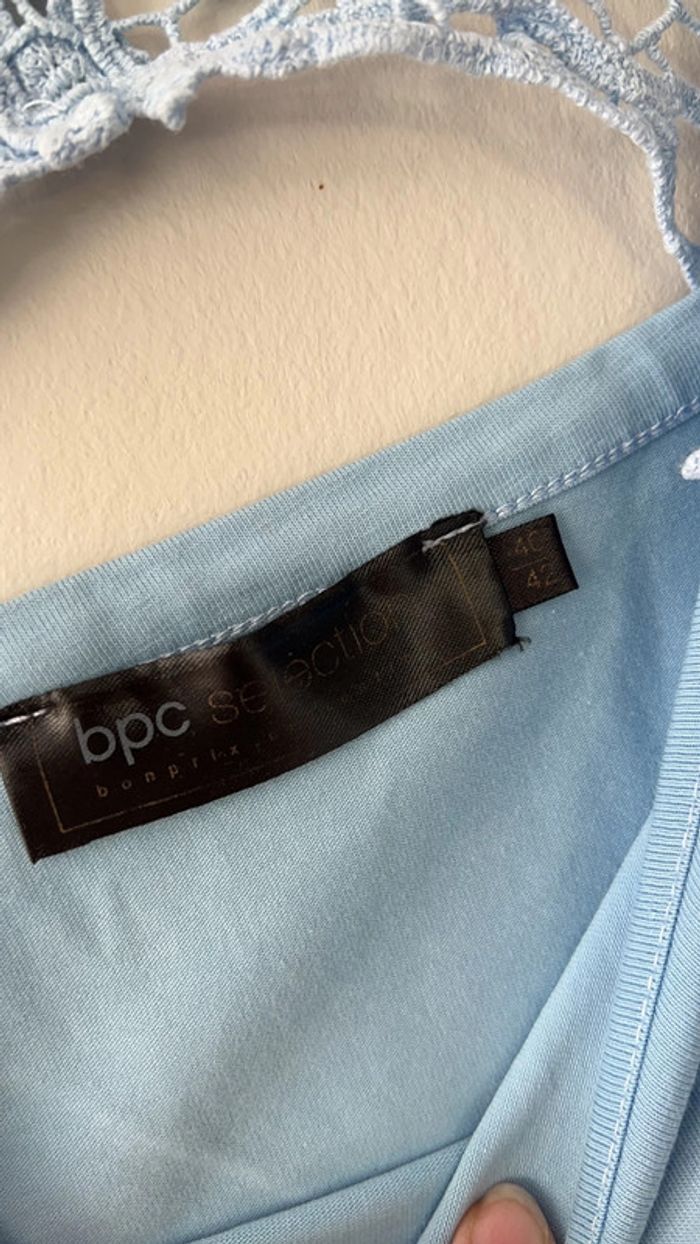 bpc selection
bonprix
40
42